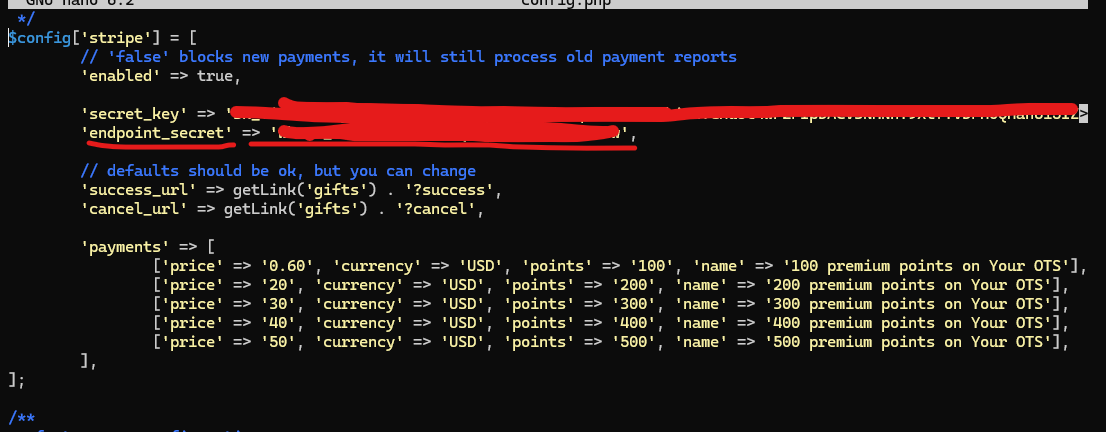 GNU nano 8.2 config.php
*/
$config['stripe'] = [
// 'false' blocks new payments, it will still process old payment reports
'enabled' => true,
'secret_key' => '
'endpoint_secret' => ',
// defaults should be ok, but you can change
'success_url' => getLink('gifts') . '?success',
'cancel_url' => getLink('gifts') . '?cancel',
'payments' => [
['price' => '0.60', 'currency' => 'USD', 'points' => '100', 'name' => '100 premium points on Your OTS'],
['price' => '20', 'currency' => 'USD', 'points' => '200', 'name' => '200 premium points on Your OTS'],
['price' => '30', 'currency' => 'USD', 'points' => '300', 'name' => '300 premium points on Your OTS'],
['price' => '40', 'currency' => 'USD', 'points' => '400', 'name' => '400 premium points on Your OTS'],
['price' => '50', 'currency' => 'USD', 'points' => '500', 'name' => '500 premium points on Your OTS'],
],
];
/**